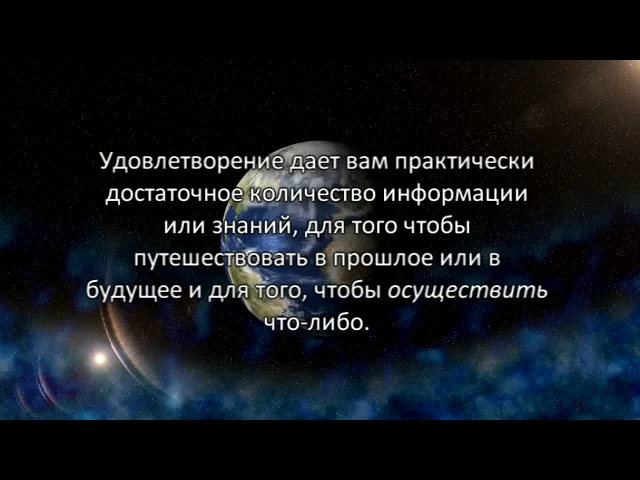 Удовлетворение дает вам практически
достаточное количество информации
или знаний, для того чтобы
путешествовать в прошлое или в
будущее и для того, чтобы осуществить
что-либо.